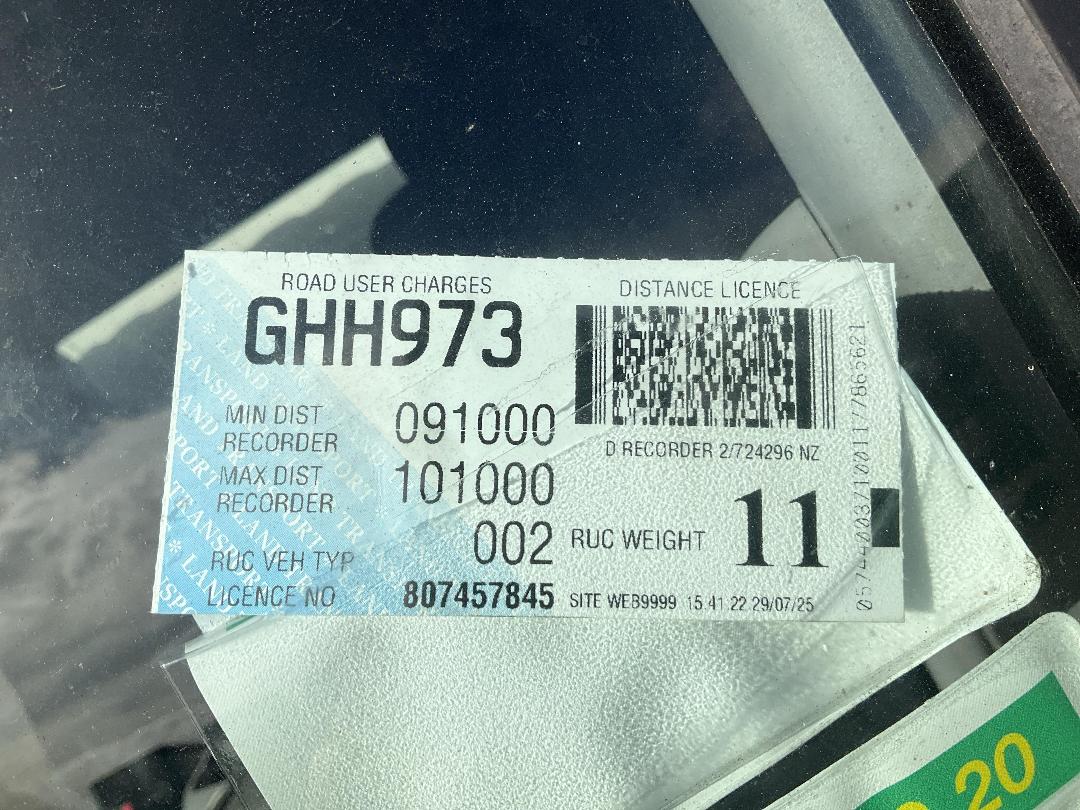 ROAD USER CHARGES
GHH973
MIN DIST RECORDER 091000
MAX DIST RECORDER 101000
RUC VEH TYP 002
LICENCE NO 807457845
DISTANCE LICENCE
D RECORDER 2/724296 NZ
RUC WEIGHT 11
SITE WEB9999 15.41.22 29/07/25
20